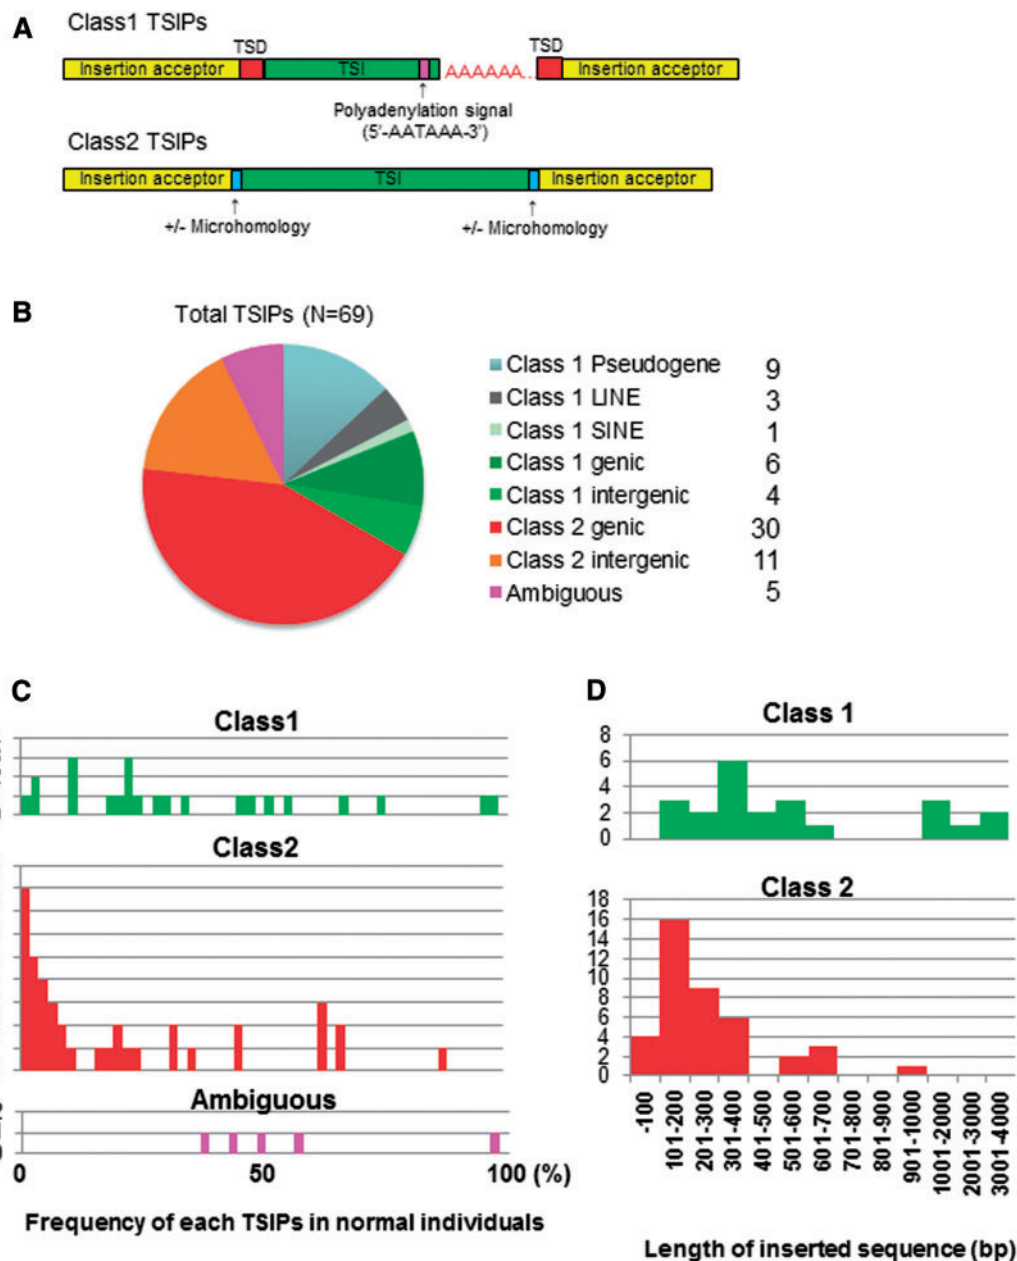 A
Class1 TSIPs
TSD TSD
Insertion acceptor TSI AAAAAA... Insertion acceptor
↑
Polyadenylation signal
(5'-AATAAA-3')
Class2 TSIPs
Insertion acceptor TSI Insertion acceptor
↑ ↑
+/- Microhomology +/- Microhomology
B
Total TSIPs (N=69)
Class 1 Pseudogene 9
Class 1 LINE 3
Class 1 SINE 1
Class 1 genic 6
Class 1 intergenic 4
Class 2 genic 30
Class 2 intergenic 11
Ambiguous 5
C
Class1
Class2
Ambiguous
0 50 100 (%)
Frequency of each TSIPs in normal individuals
D
Class 1
8
6
4
2
0
Class 2
18
16
14
12
10
8
6
4
2
0
-100
101-200
201-300
301-400
401-500
501-600
601-700
701-800
801-900
901-1000
1001-2000
2001-3000
3001-4000
Length of inserted sequence (bp)